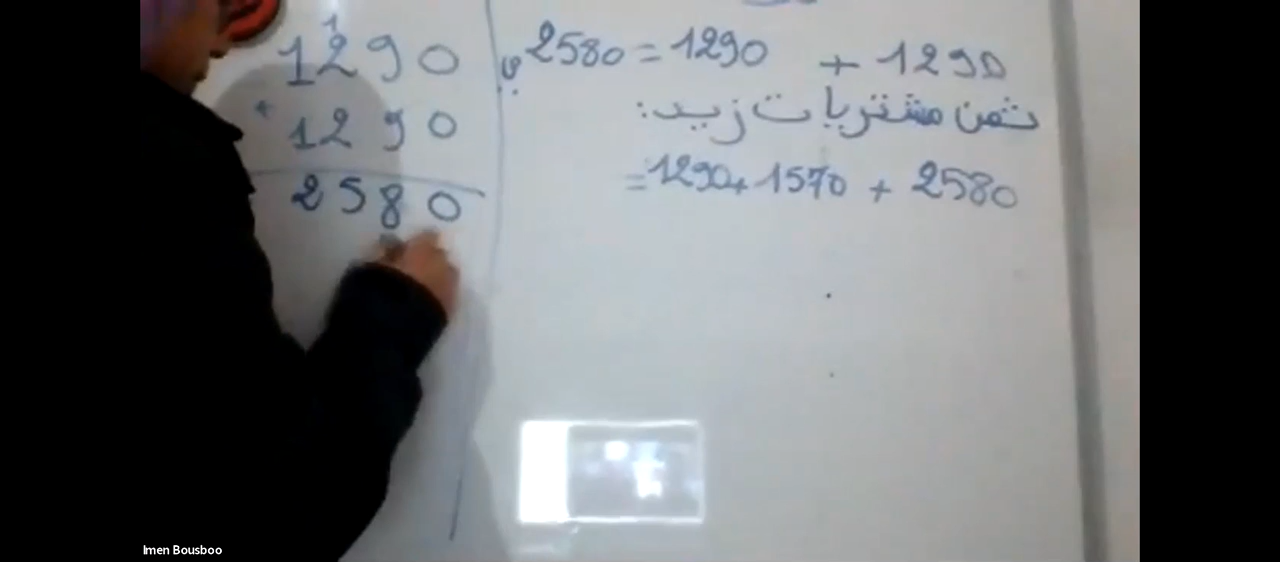 1
1290
+ 1290
2580
2580 = 1290 + 1290
ثمن مشتريات زيد:
= 1290 + 1570 + 2580
Imen Bousboo